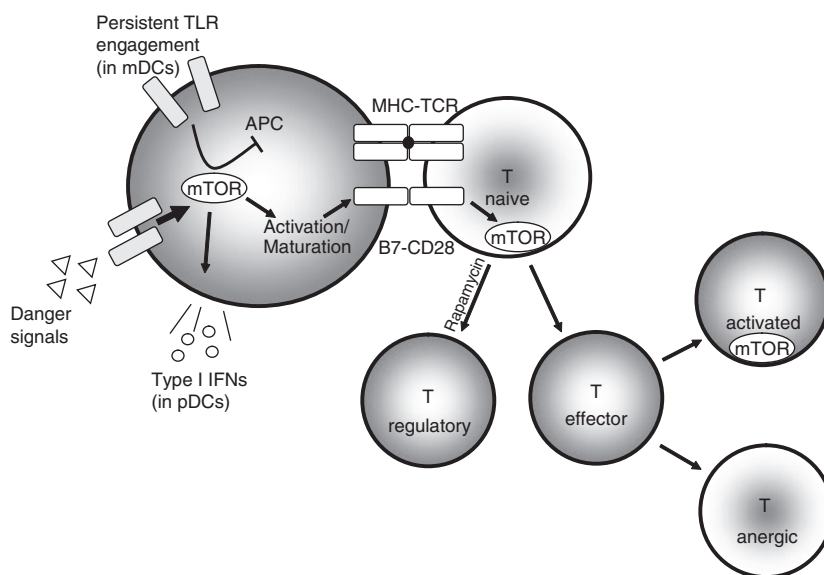 Persistent TLR
engagement
(in mDCs)
APC
mTOR
Activation/
Maturation
Danger
signals
Type I IFNs
(in pDCs)
MHC-TCR
B7-CD28
T
naive
mTOR
Rapamycin
T
regulatory
T
effector
T
activated
mTOR
T
anergic